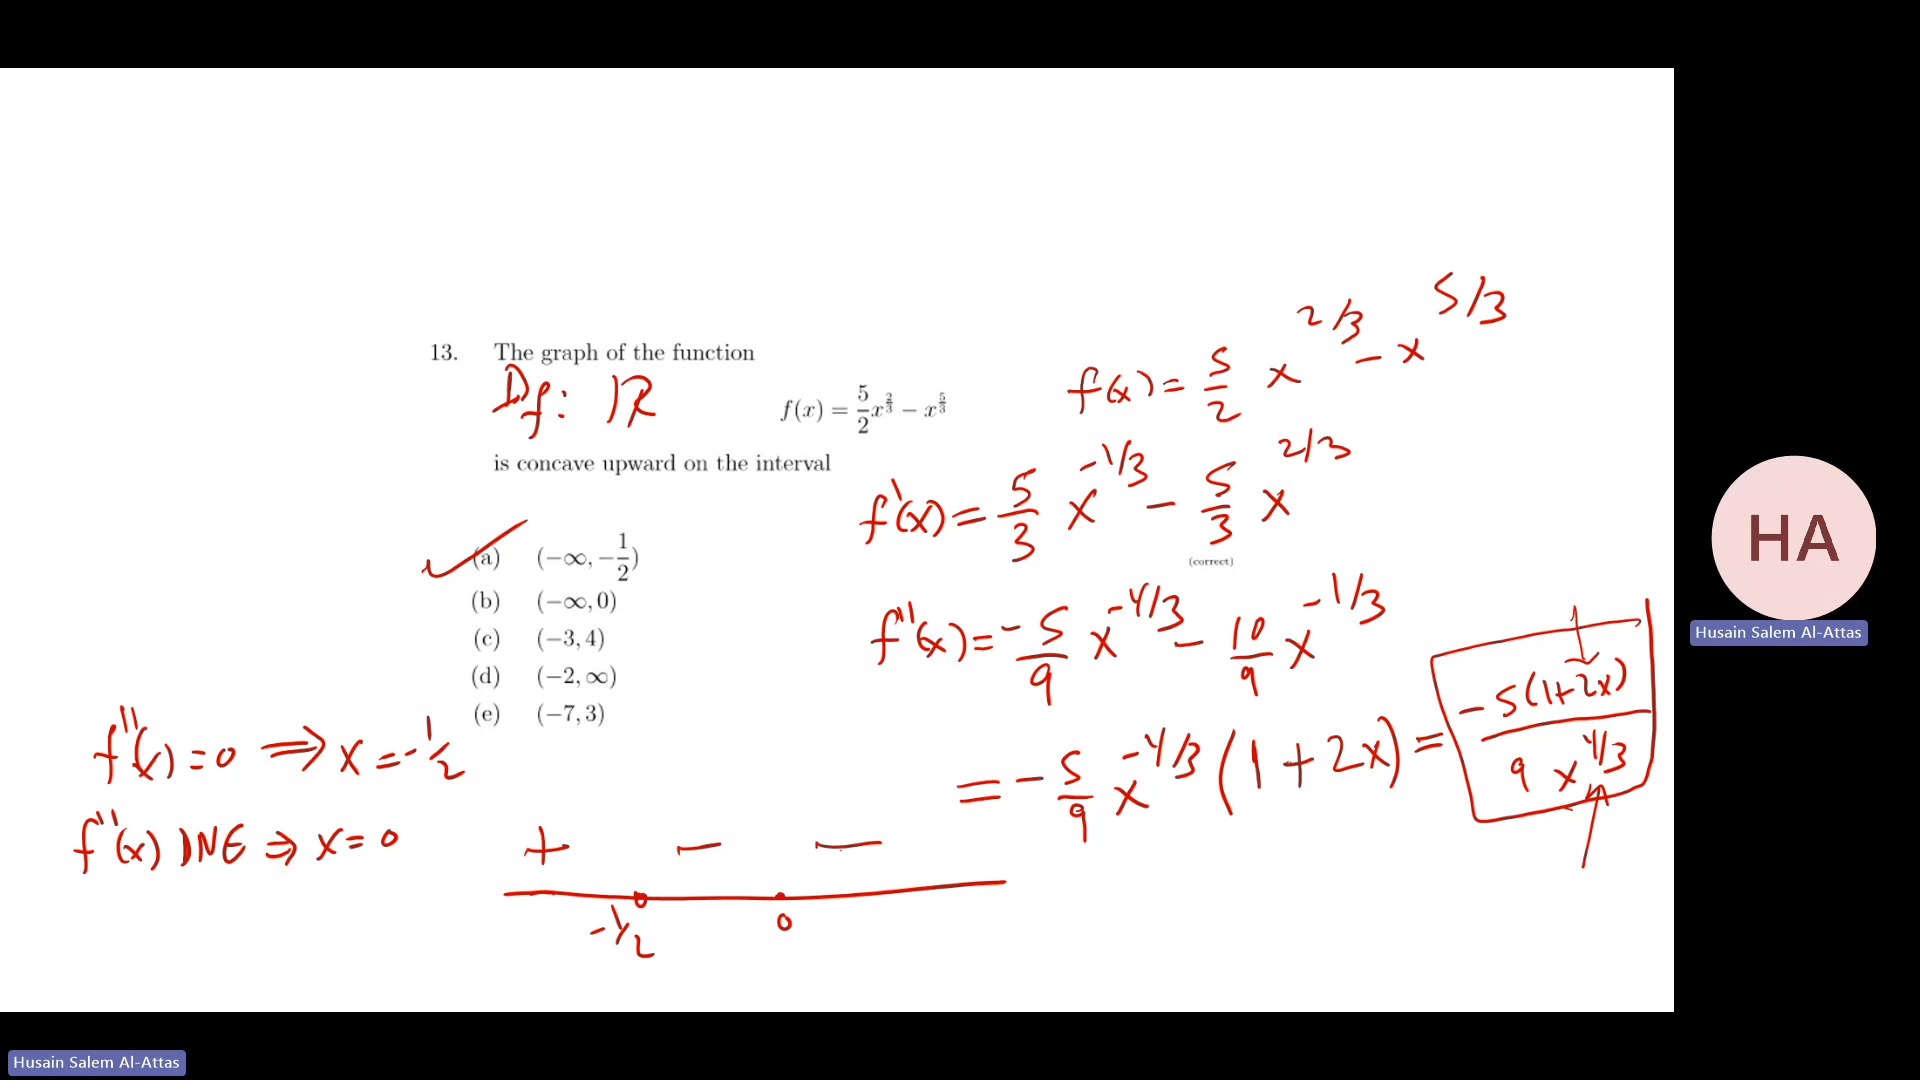 13. The graph of the function
Df: ℝ
f(x) = 5/2 x^(2/3) − x^(5/3)
is concave upward on the interval
(a) (−∞, −1/2)
(correct)
(b) (−∞, 0)
(c) (−3, 4)
(d) (−2, ∞)
(e) (−7, 3)
f(x) = 5/2 x^(2/3) − x^(5/3)
f'(x) = 5/3 x^(-1/3) − 5/3 x^(2/3)
f''(x) = -5/9 x^(-4/3) − 10/9 x^(-1/3)
= -5/9 x^(-4/3) (1+2x) = -5(1+2x) / 9 x^(4/3)
f''(x) = 0 ⇒ x = -1/2
f''(x) DNE ⇒ x = 0
+ − −
-1/2 0
HA
Husain Salem Al-Attas
Husain Salem Al-Attas